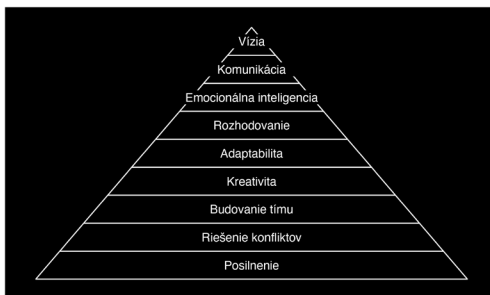 Vízia
Komunikácia
Emocionálna inteligencia
Rozhodovanie
Adaptabilita
Kreativita
Budovanie tímu
Riešenie konfliktov
Posilnenie